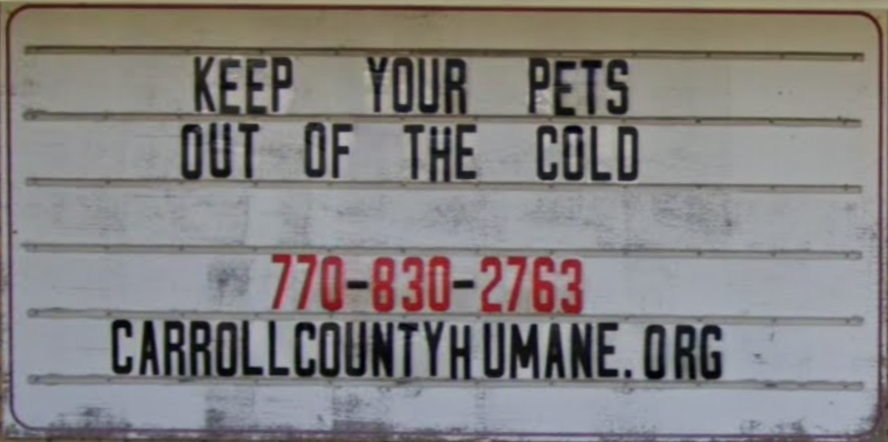 KEEP YOUR PETS
OUT OF THE COLD
770-830-2763
CARROLLCOUNTYHUMANE.ORG